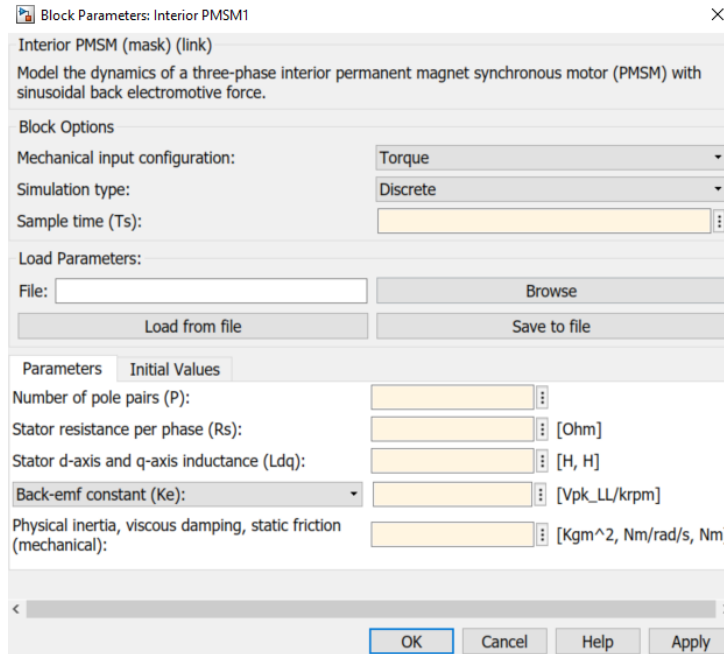 Block Parameters: Interior PMSM1
Interior PMSM (mask) (link)
Model the dynamics of a three-phase interior permanent magnet synchronous motor (PMSM) with
sinusoidal back electromotive force.
Block Options
Mechanical input configuration: Torque
Simulation type: Discrete
Sample time (Ts):
Load Parameters:
File: Browse
Load from file Save to file
Parameters Initial Values
Number of pole pairs (P):
Stator resistance per phase (Rs): [Ohm]
Stator d-axis and q-axis inductance (Ldq): [H, H]
Back-emf constant (Ke): [Vpk_LL/krpm]
Physical inertia, viscous damping, static friction
(mechanical): [Kgm^2, Nm/rad/s, Nm
OK Cancel Help Apply